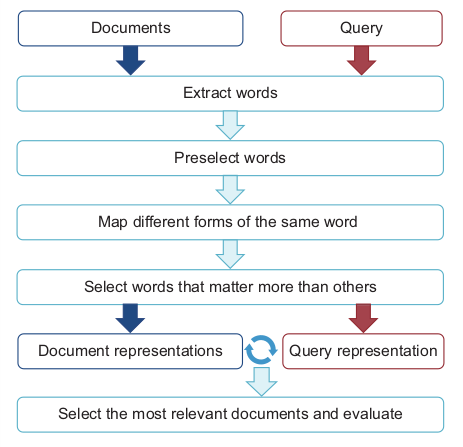 Documents
Query
Extract words
Preselect words
Map different forms of the same word
Select words that matter more than others
Document representations
Query representation
Select the most relevant documents and evaluate